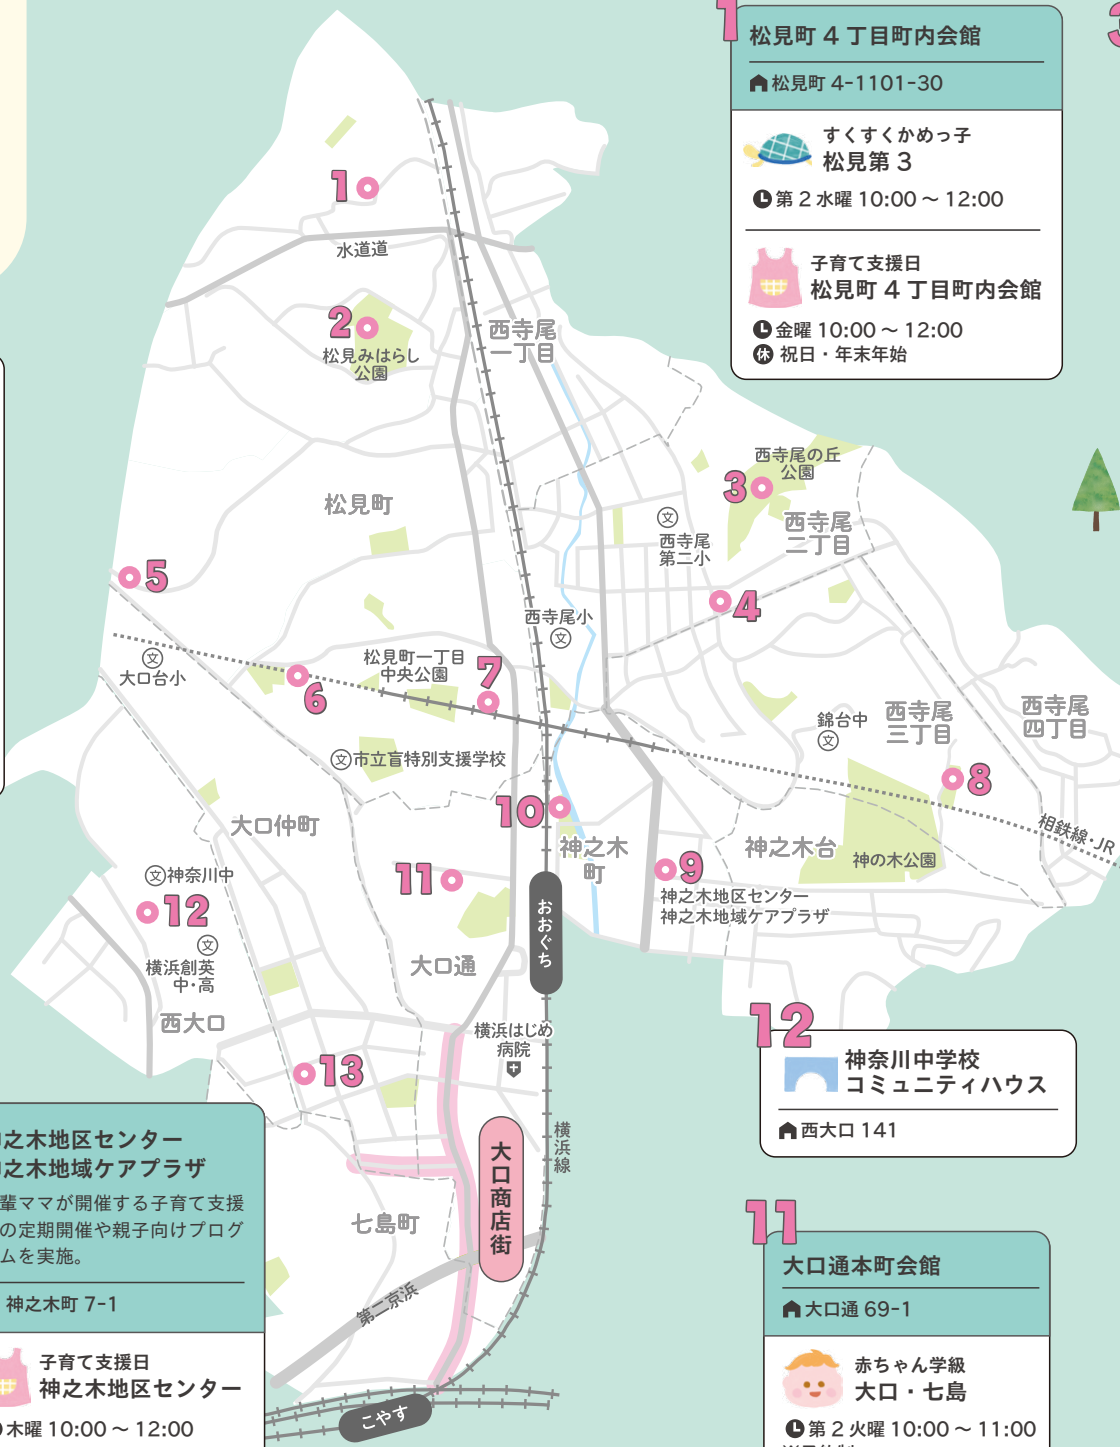 1
松見町 4 丁目町内会館
松見町 4-1101-30
すくすくかめっ子
松見第 3
第 2 水曜 10:00 ～ 12:00
子育て支援日
松見町 4 丁目町内会館
金曜 10:00 ～ 12:00
休 祝日・年末年始
3
1
水道道
2
松見みはらし
公園
西寺尾
一丁目
西寺尾の丘
公園
3
松見町
文
西寺尾
第二小
西寺尾
二丁目
5
4
西寺尾小
文
文
大口台小
松見町一丁目
中央公園
7
6
錦台中
文
西寺尾
三丁目
西寺尾
四丁目
文 市立盲特別支援学校
8
10
大口仲町
神之木
町
神之木台
相鉄線・JR
神の木公園
文 神奈川中
11
9
神之木地区センター
神之木地域ケアプラザ
12
文
横浜創英
中・高
おおぐち
大口通
西大口
横浜はじめ
病院
13
横浜線
大口商店街
七島町
第二京浜
こやす
12
神奈川中学校
コミュニティハウス
西大口 141
之木地区センター
之木地域ケアプラザ
輩ママが開催する子育て支援
の定期開催や親子向けプログ
ムを実施。
神之木町 7-1
子育て支援日
神之木地区センター
木曜 10:00 ～ 12:00
11
大口通本町会館
大口通 69-1
赤ちゃん学級
大口・七島
第 2 火曜 10:00 ～ 11:00